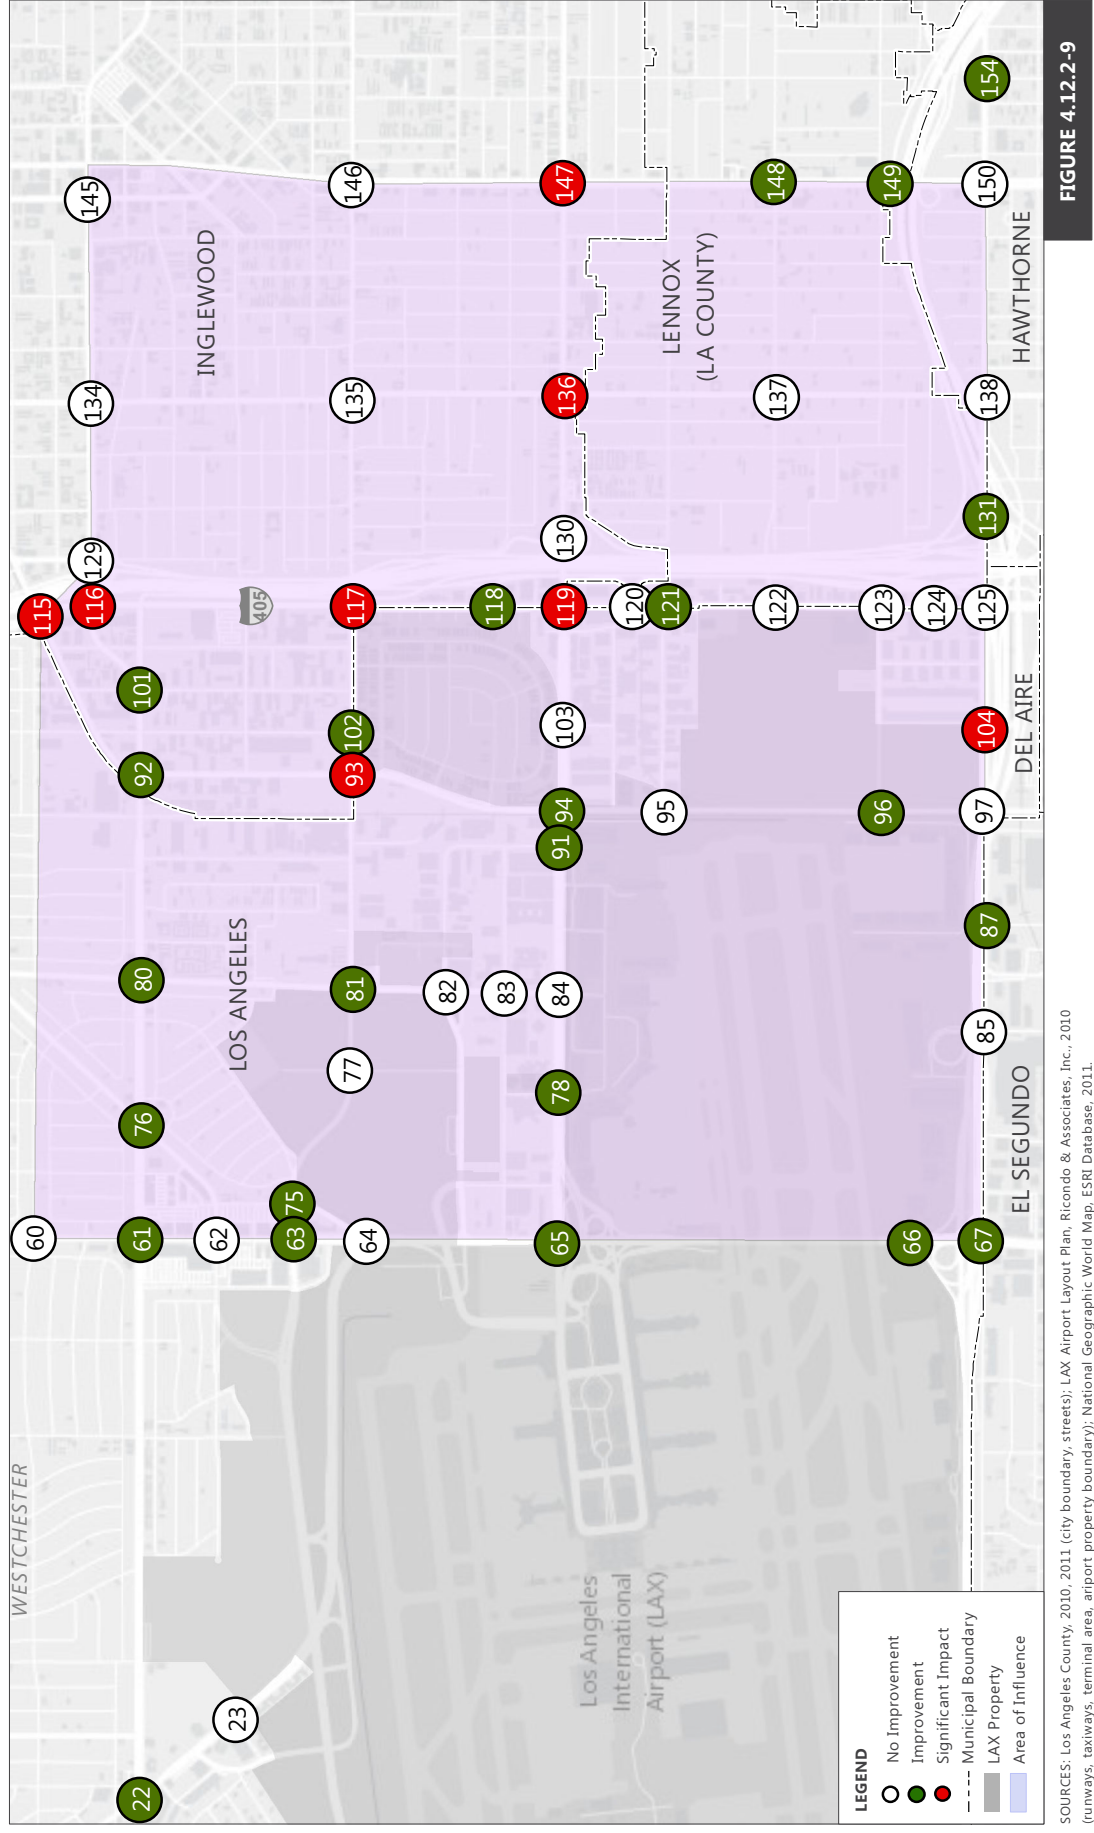 WESTCHESTER
60
115
145
134
129
116
22
61
76
80
92
101
23
62
LOS ANGELES
INGLEWOOD
405
63
75
64
77
81
93
102
117
135
146
82
83
118
65
78
84
91
94
103
119
130
136
147
Los Angeles
International
Airport (LAX)
95
120
121
LENNOX
(LA COUNTY)
122
137
148
66
96
123
149
124
67
85
87
97
104
125
131
138
150
154
EL SEGUNDO
DEL AIRE
HAWTHORNE
LEGEND
No Improvement
Improvement
Significant Impact
Municipal Boundary
LAX Property
Area of Influence
FIGURE 4.12.2-9
SOURCES: Los Angeles County, 2010, 2011 (city boundary, streets); LAX Airport Layout Plan, Ricondo & Associates, Inc., 2010
(runways, taxiways, terminal area, ariport property boundary); National Geographic World Map, ESRI Database, 2011.